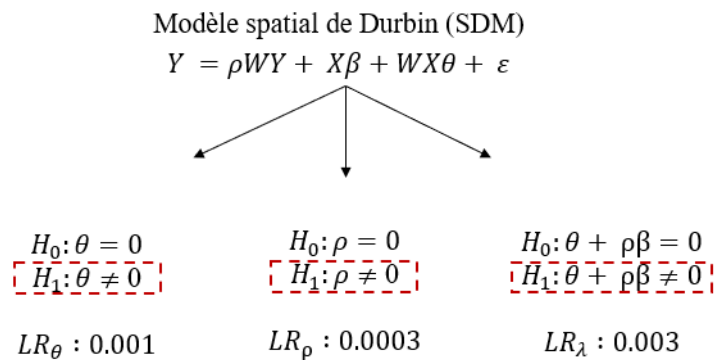 Modèle spatial de Durbin (SDM)
Y = ρWY + Xβ + WXθ + ε
H₀: θ = 0 H₀: ρ = 0 H₀: θ + ρβ = 0
H₁: θ ≠ 0 H₁: ρ ≠ 0 H₁: θ + ρβ ≠ 0
LR_θ : 0.001 LR_ρ : 0.0003 LR_λ : 0.003